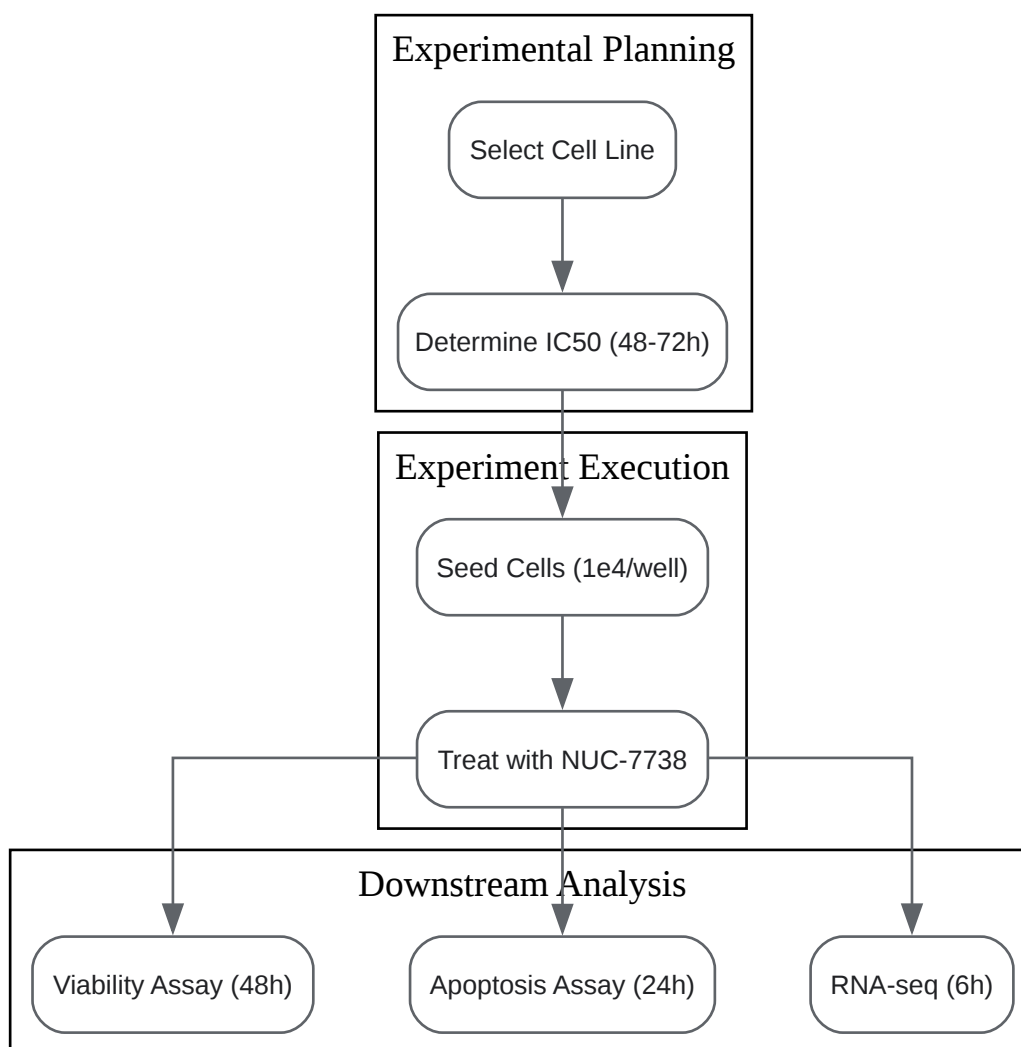 Experimental Planning
Select Cell Line
Determine IC50 (48-72h)
Experiment Execution
Seed Cells (1e4/well)
Treat with NUC-7738
Downstream Analysis
Viability Assay (48h)
Apoptosis Assay (24h)
RNA-seq (6h)